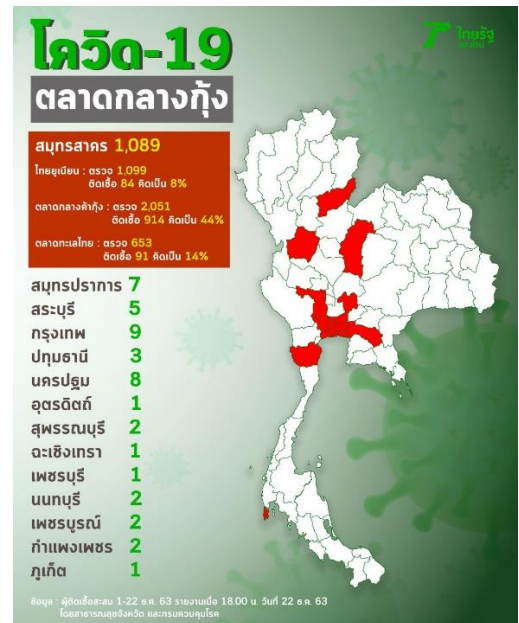 โควิด-19
ไทยรัฐ
ออนไลน์
ตลาดกลางกุ้ง
สมุทรสาคร 1,089
ไทยยูเนียน : ตรวจ 1,099
ติดเชื้อ 84 คิดเป็น 8%
ตลาดกลางค้ากุ้ง : ตรวจ 2,051
ติดเชื้อ 914 คิดเป็น 44%
ตลาดทะเลไทย : ตรวจ 653
ติดเชื้อ 91 คิดเป็น 14%
สมุทรปราการ 7
สระบุรี 5
กรุงเทพ 9
ปทุมธานี 3
นครปฐม 8
อุตรดิตถ์ 1
สุพรรณบุรี 2
ฉะเชิงเทรา 1
เพชรบุรี 1
นนทบุรี 2
เพชรบูรณ์ 2
กำแพงเพชร 2
ภูเก็ต 1
ข้อมูล : ผู้ติดเชื้อสะสม 1-22 ธ.ค. 63 รายงานเมื่อ 18.00 น. วันที่ 22 ธ.ค. 63
โดยสาธารณสุขจังหวัด และกรมควบคุมโรค